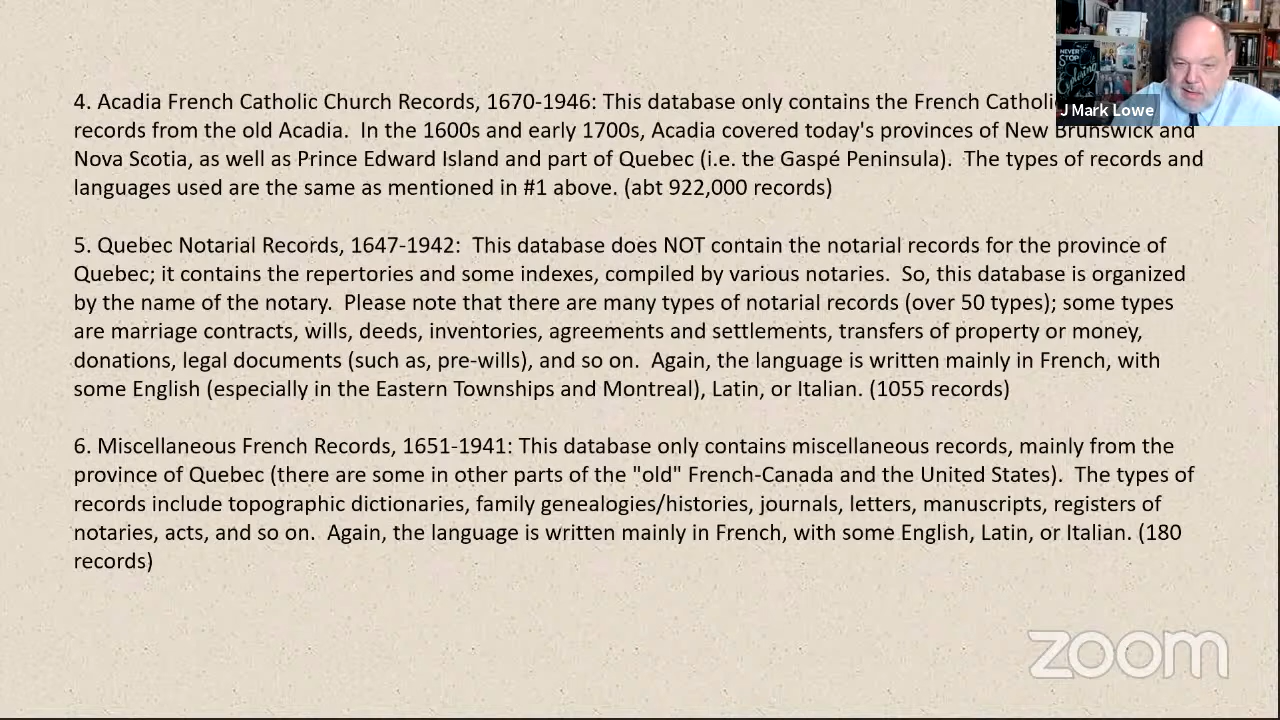 4. Acadia French Catholic Church Records, 1670-1946: This database only contains the French Catholi
records from the old Acadia.  In the 1600s and early 1700s, Acadia covered today's provinces of New Brunswick and
Nova Scotia, as well as Prince Edward Island and part of Quebec (i.e. the Gaspé Peninsula).  The types of records and
languages used are the same as mentioned in #1 above. (abt 922,000 records)
5. Quebec Notarial Records, 1647-1942:  This database does NOT contain the notarial records for the province of
Quebec; it contains the repertories and some indexes, compiled by various notaries.  So, this database is organized
by the name of the notary.  Please note that there are many types of notarial records (over 50 types); some types
are marriage contracts, wills, deeds, inventories, agreements and settlements, transfers of property or money,
donations, legal documents (such as, pre-wills), and so on.  Again, the language is written mainly in French, with
some English (especially in the Eastern Townships and Montreal), Latin, or Italian. (1055 records)
6. Miscellaneous French Records, 1651-1941: This database only contains miscellaneous records, mainly from the
province of Quebec (there are some in other parts of the "old" French-Canada and the United States).  The types of
records include topographic dictionaries, family genealogies/histories, journals, letters, manuscripts, registers of
notaries, acts, and so on.  Again, the language is written mainly in French, with some English, Latin, or Italian. (180
records)
NEVER
STOP
Exploring
J Mark Lowe
zoom